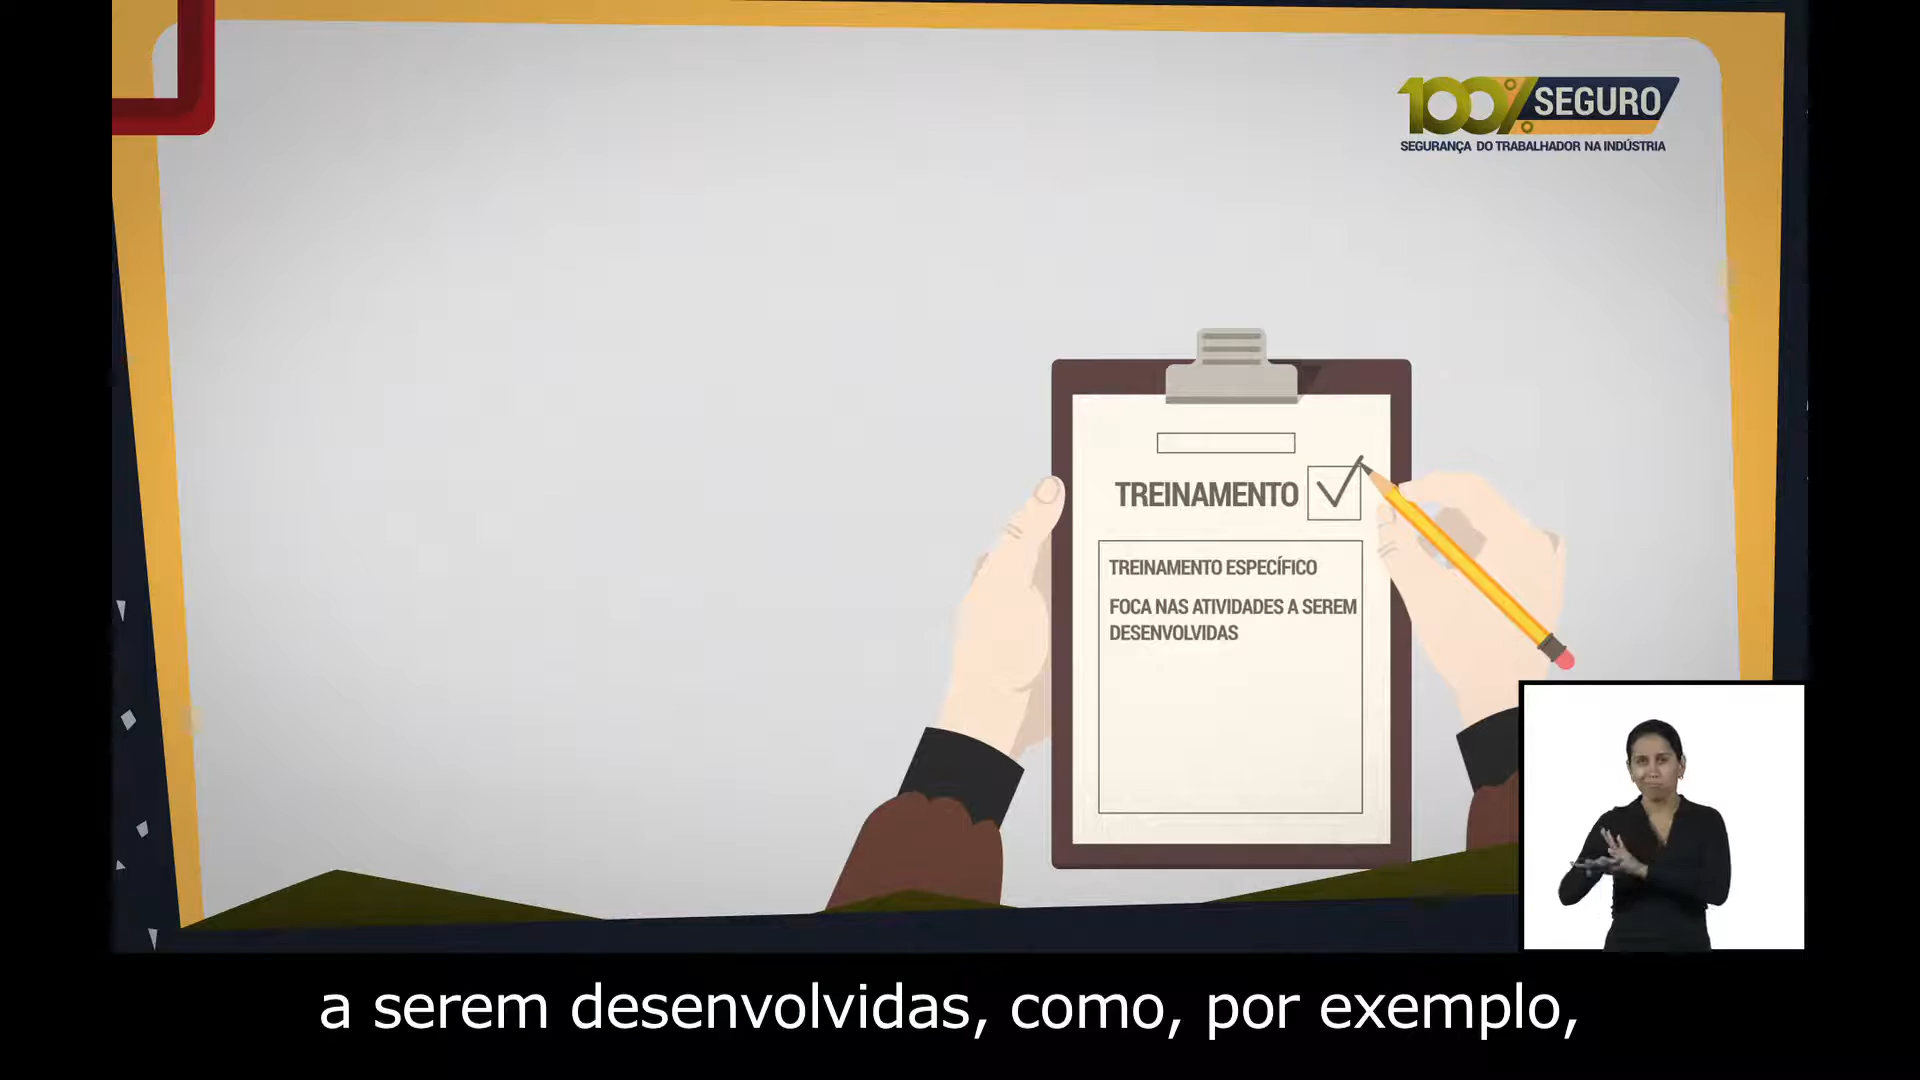 100% SEGURO
SEGURANÇA DO TRABALHADOR NA INDÚSTRIA
TREINAMENTO
TREINAMENTO ESPECÍFICO
FOCA NAS ATIVIDADES A SEREM
DESENVOLVIDAS
a serem desenvolvidas, como, por exemplo,